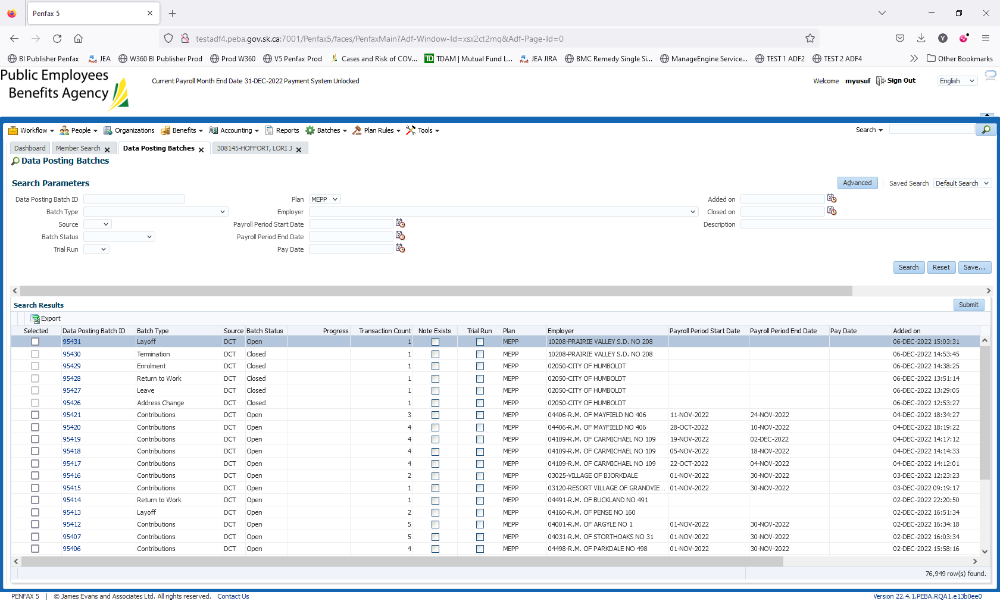 Penfax 5
testadf4.peba.gov.sk.ca:7001/Penfax5/faces/PenfaxMain?Adf-Window-Id=xsx2ct2mq&Adf-Page-Id=0
BI Publisher Penfax JEA W360 BI Publisher Prod Prod W360 V5 Penfax Prod Cases and Risk of COV... TDAM | Mutual Fund L... JEA JIRA BMC Remedy Single Si... ManageEngine Service... TEST 1 ADF2 TEST 2 ADF4 Other Bookmarks
Public Employees
Benefits Agency
Current Payroll Month End Date 31-DEC-2022 Payment System Unlocked
Welcome myusuf Sign Out English
Workflow People Organizations Benefits Accounting Reports Batches Plan Rules Tools Search
Dashboard Member Search Data Posting Batches 308145-HOFFORT, LORI J
Data Posting Batches
Search Parameters Advanced Saved Search Default Search
Data Posting Batch ID Plan MEPP Added on
Batch Type Employer Closed on
Source Payroll Period Start Date Description
Batch Status Payroll Period End Date
Trial Run Pay Date
Search Reset Save...
Search Results Submit
Export
Selected Data Posting Batch ID Batch Type Source Batch Status Progress Transaction Count Note Exists Trial Run Plan Employer Payroll Period Start Date Payroll Period End Date Pay Date Added on
95431 Layoff DCT Open 1 MEPP 10208-PRAIRIE VALLEY S.D. NO 208 06-DEC-2022 15:03:31
95430 Termination DCT Closed 1 MEPP 10208-PRAIRIE VALLEY S.D. NO 208 06-DEC-2022 14:53:45
95429 Enrolment DCT Closed 1 MEPP 02050-CITY OF HUMBOLDT 06-DEC-2022 14:38:25
95428 Return to Work DCT Closed 1 MEPP 02050-CITY OF HUMBOLDT 06-DEC-2022 13:51:14
95427 Leave DCT Closed 1 MEPP 02050-CITY OF HUMBOLDT 06-DEC-2022 13:29:05
95426 Address Change DCT Closed 1 MEPP 02050-CITY OF HUMBOLDT 06-DEC-2022 12:53:27
95421 Contributions DCT Open 3 MEPP 04406-R.M. OF MAYFIELD NO 406 11-NOV-2022 24-NOV-2022 04-DEC-2022 18:34:27
95420 Contributions DCT Open 4 MEPP 04406-R.M. OF MAYFIELD NO 406 28-OCT-2022 10-NOV-2022 04-DEC-2022 18:19:22
95419 Contributions DCT Open 4 MEPP 04109-R.M. OF CARMICHAEL NO 109 19-NOV-2022 02-DEC-2022 04-DEC-2022 14:17:12
95418 Contributions DCT Open 4 MEPP 04109-R.M. OF CARMICHAEL NO 109 05-NOV-2022 18-NOV-2022 04-DEC-2022 14:14:33
95417 Contributions DCT Open 4 MEPP 04109-R.M. OF CARMICHAEL NO 109 22-OCT-2022 04-NOV-2022 04-DEC-2022 14:12:01
95416 Contributions DCT Open 2 MEPP 03025-VILLAGE OF BJORKDALE 01-NOV-2022 30-NOV-2022 03-DEC-2022 12:23:23
95415 Contributions DCT Open 1 MEPP 03120-RESORT VILLAGE OF GRANDVIE... 01-NOV-2022 30-NOV-2022 03-DEC-2022 09:19:17
95414 Return to Work DCT Open 1 MEPP 04491-R.M. OF BUCKLAND NO 491 02-DEC-2022 22:20:50
95413 Layoff DCT Open 2 MEPP 04160-R.M. OF PENSE NO 160 02-DEC-2022 16:51:34
95412 Contributions DCT Open 5 MEPP 04001-R.M. OF ARGYLE NO 1 01-NOV-2022 30-NOV-2022 02-DEC-2022 16:34:18
95407 Contributions DCT Open 5 MEPP 04031-R.M. OF STORTHOAKS NO 31 01-NOV-2022 30-NOV-2022 02-DEC-2022 16:03:34
95406 Contributions DCT Open 4 MEPP 04498-R.M. OF PARKDALE NO 498 01-NOV-2022 30-NOV-2022 02-DEC-2022 15:58:16
76,949 row(s) found.
PENFAX 5 | © James Evans and Associates Ltd. All rights reserved. Contact Us Version 22.4.1.PEBA.RQA1.e13b0ee0